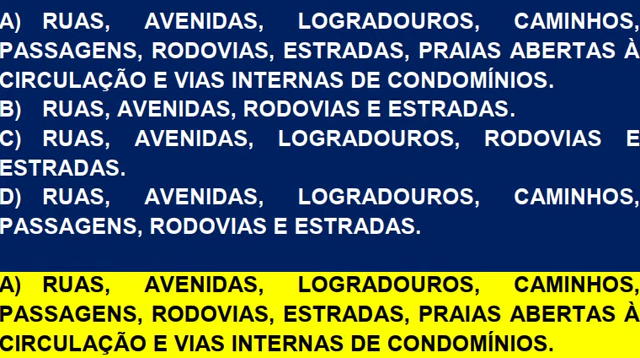 A) RUAS, AVENIDAS, LOGRADOUROS, CAMINHOS,
PASSAGENS, RODOVIAS, ESTRADAS, PRAIAS ABERTAS À
CIRCULAÇÃO E VIAS INTERNAS DE CONDOMÍNIOS.
B) RUAS, AVENIDAS, RODOVIAS E ESTRADAS.
C) RUAS, AVENIDAS, LOGRADOUROS, RODOVIAS E
ESTRADAS.
D) RUAS, AVENIDAS, LOGRADOUROS, CAMINHOS,
PASSAGENS, RODOVIAS E ESTRADAS.
A) RUAS, AVENIDAS, LOGRADOUROS, CAMINHOS,
PASSAGENS, RODOVIAS, ESTRADAS, PRAIAS ABERTAS À
CIRCULAÇÃO E VIAS INTERNAS DE CONDOMÍNIOS.